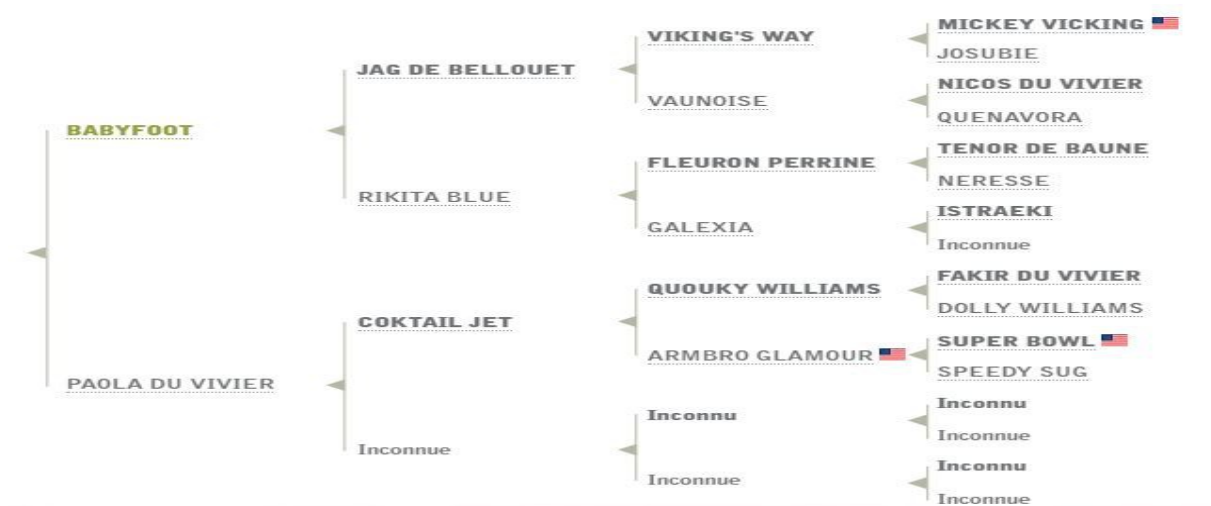 MICKEY VICKING
VIKING'S WAY
JOSUBIE
JAG DE BELLOUET
NICOS DU VIVIER
VAUNOISE
QUENAVORA
BABYFOOT
TENOR DE BAUNE
FLEURON PERRINE
NERESSE
RIKITA BLUE
ISTRAEKI
GALEXIA
Inconnue
FAKIR DU VIVIER
QUOUKY WILLIAMS
DOLLY WILLIAMS
COKTAIL JET
SUPER BOWL
ARMBRO GLAMOUR
SPEEDY SUG
PAOLA DU VIVIER
Inconnu
Inconnu
Inconnue
Inconnue
Inconnu
Inconnue
Inconnue